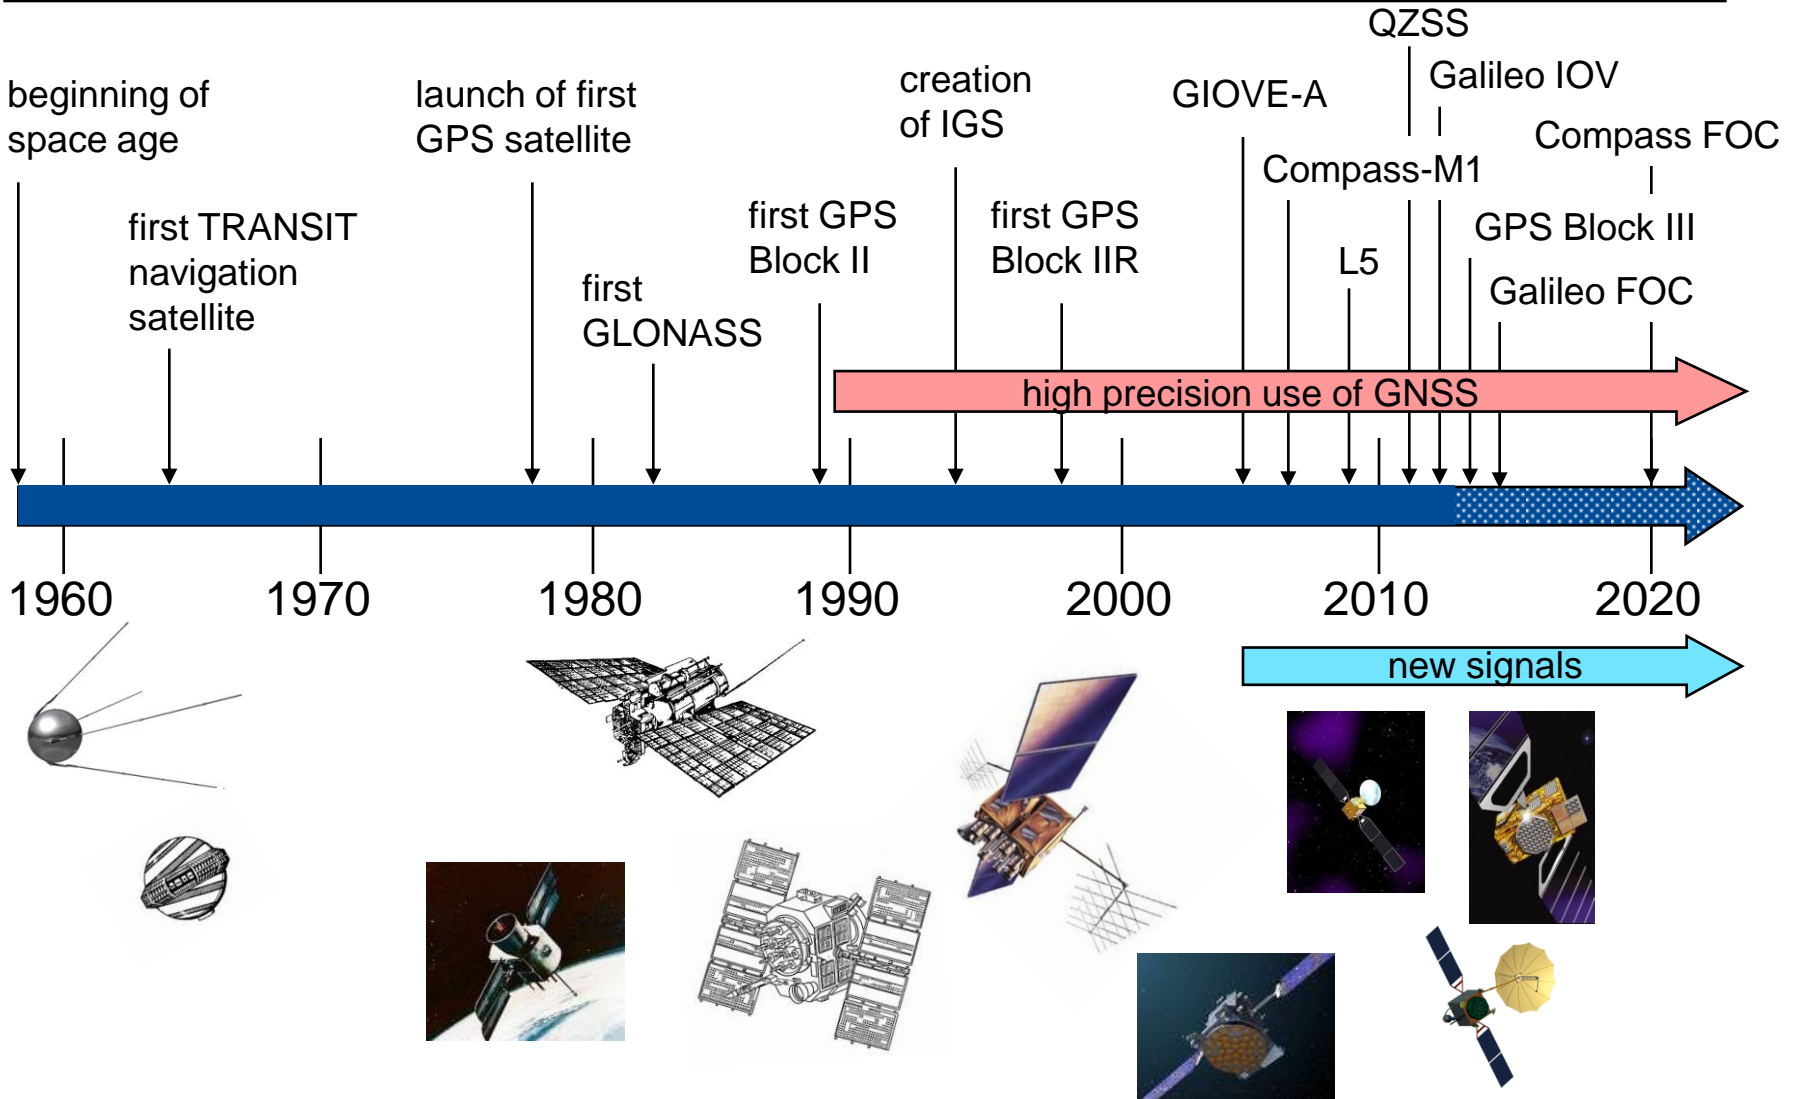 QZSS
Galileo IOV
beginning of
space age
launch of first
GPS satellite
creation
of IGS
GIOVE-A
Compass FOC
Compass-M1
first TRANSIT
navigation
satellite
first GPS
Block II
first GPS
Block IIR
GPS Block III
L5
first
GLONASS
Galileo FOC
high precision use of GNSS
1960
1970
1980
1990
2000
2010
2020
new signals